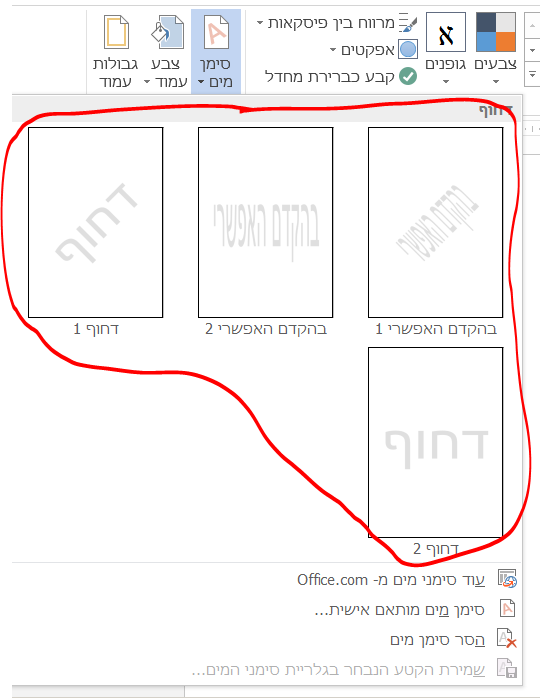 צבעים
גופנים
מרווח בין פיסקאות
אפקטים
קבע כברירת מחדל
סימן
מים
צבע
עמוד
גבולות
עמוד
דחוף
בהקדם האפשרי
בהקדם האפשרי
דחוף
בהקדם האפשרי 1
בהקדם האפשרי 2
דחוף 1
דחוף
דחוף 2
עוד סימני מים מ- Office.com
סימן מים מותאם אישית...
הסר סימן מים
שמירת הקטע הנבחר בגלריית סימני המים...